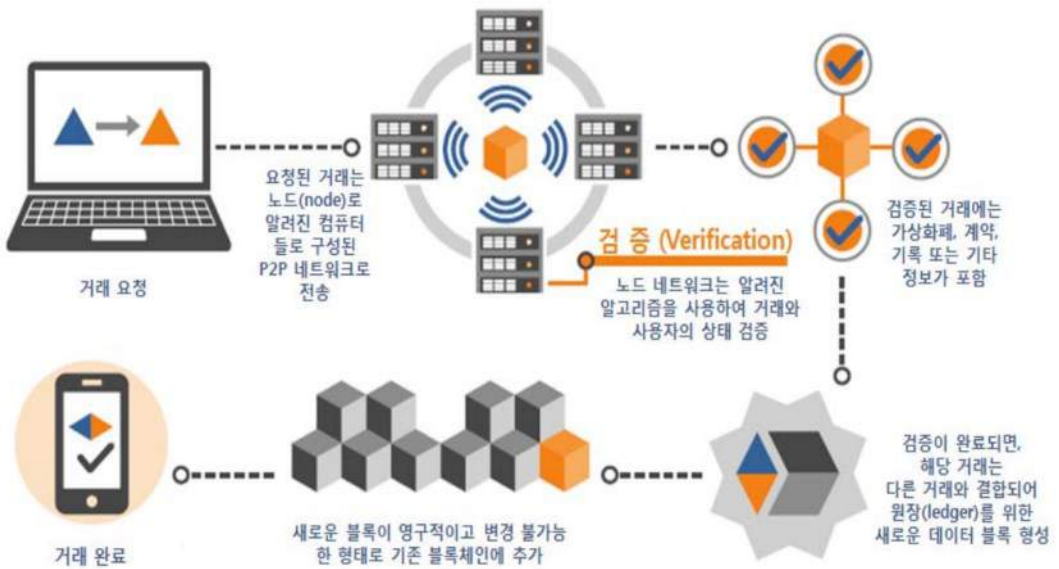 거래 요청
요청된 거래는
노드(node)로
알려진 컴퓨터
들로 구성된
P2P 네트워크로
전송
검 증 (Verification)
노드 네트워크는 알려진
알고리즘을 사용하여 거래와
사용자의 상태 검증
검증된 거래에는
가상화폐, 계약,
기록 또는 기타
정보가 포함
검증이 완료되면,
해당 거래는
다른 거래와 결합되어
원장(ledger)를 위한
새로운 데이터 블록 형성
새로운 블록이 영구적이고 변경 불가능
한 형태로 기존 블록체인에 추가
거래 완료